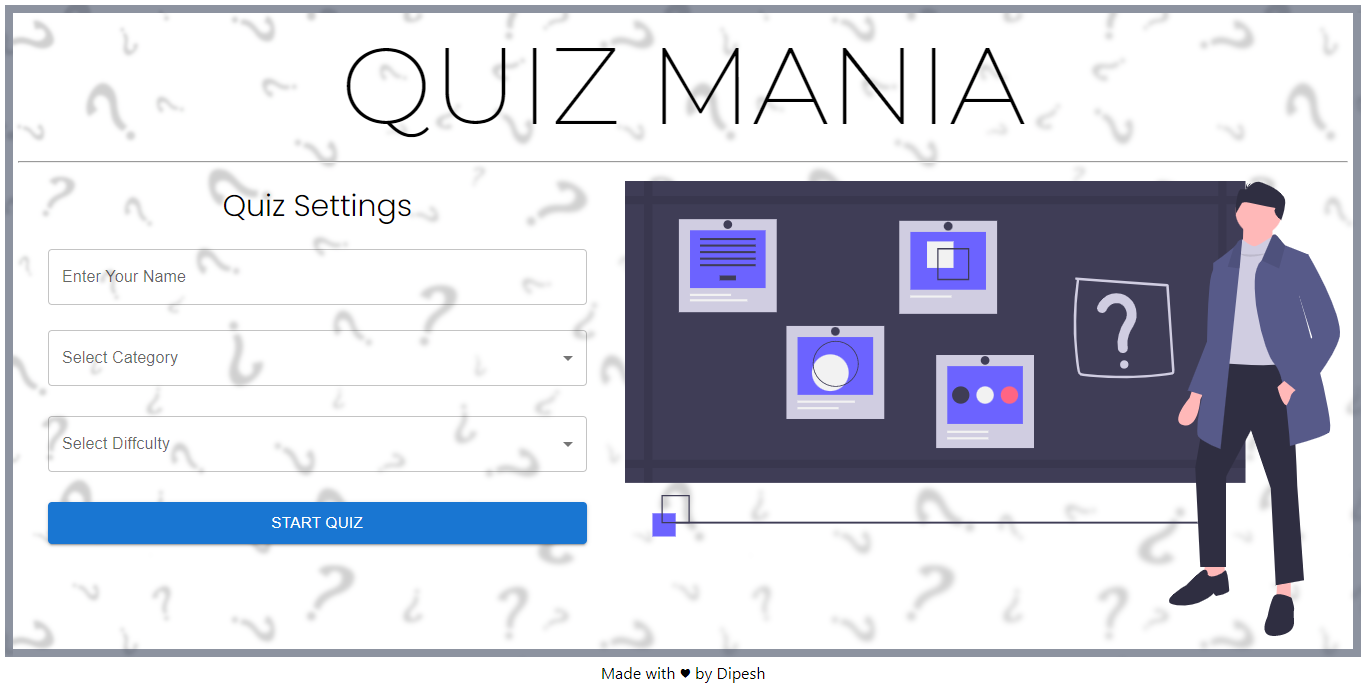 QUIZ MANIA
Quiz Settings
Enter Your Name
Select Category
Select Diffculty
START QUIZ
?
Made with ♥ by Dipesh